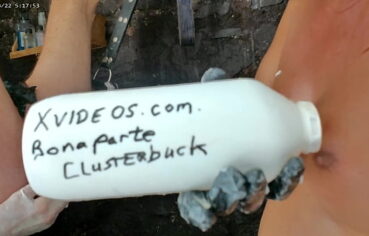 /22 5:17:53
XVIDEOS.com.
Bonaparte
CLUSTERbuck